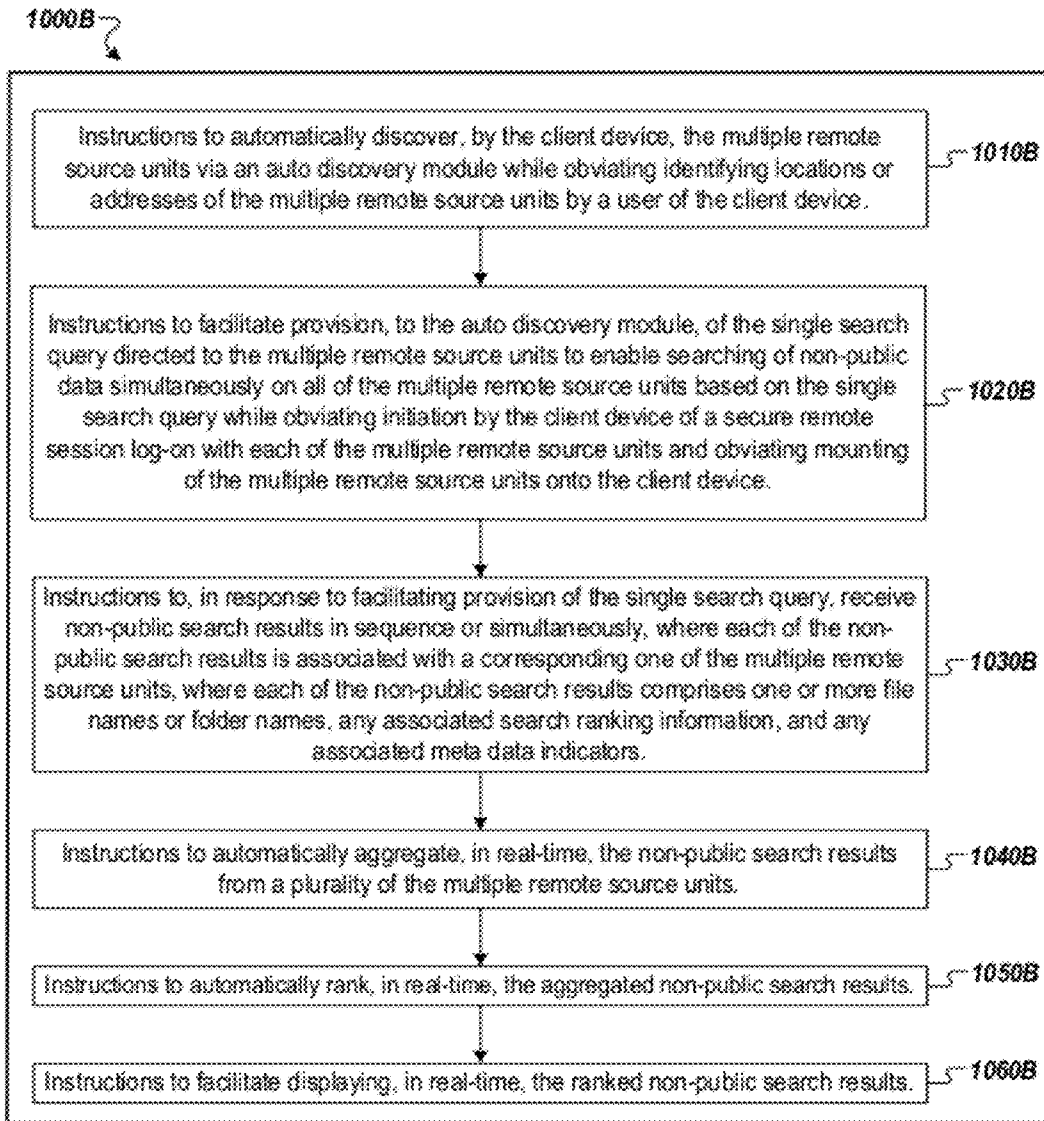 1000B
Instructions to automatically discover, by the client device, the multiple remote
source units via an auto discovery module while obviating identifying locations or
addresses of the multiple remote source units by a user of the client device.
1010B
Instructions to facilitate provision, to the auto discovery module, of the single search
query directed to the multiple remote source units to enable searching of non-public
data simultaneously on all of the multiple remote source units based on the single
search query while obviating initiation by the client device of a secure remote
session log-on with each of the multiple remote source units and obviating mounting
of the multiple remote source units onto the client device.
1020B
Instructions to, in response to facilitating provision of the single search query, receive
non-public search results in sequence or simultaneously, where each of the non-
public search results is associated with a corresponding one of the multiple remote
source units, where each of the non-public search results comprises one or more file
names or folder names, any associated search ranking information, and any
associated meta data indicators.
1030B
Instructions to automatically aggregate, in real-time, the non-public search results
from a plurality of the multiple remote source units.
1040B
Instructions to automatically rank, in real-time, the aggregated non-public search results.
1050B
Instructions to facilitate displaying, in real-time, the ranked non-public search results.
1060B